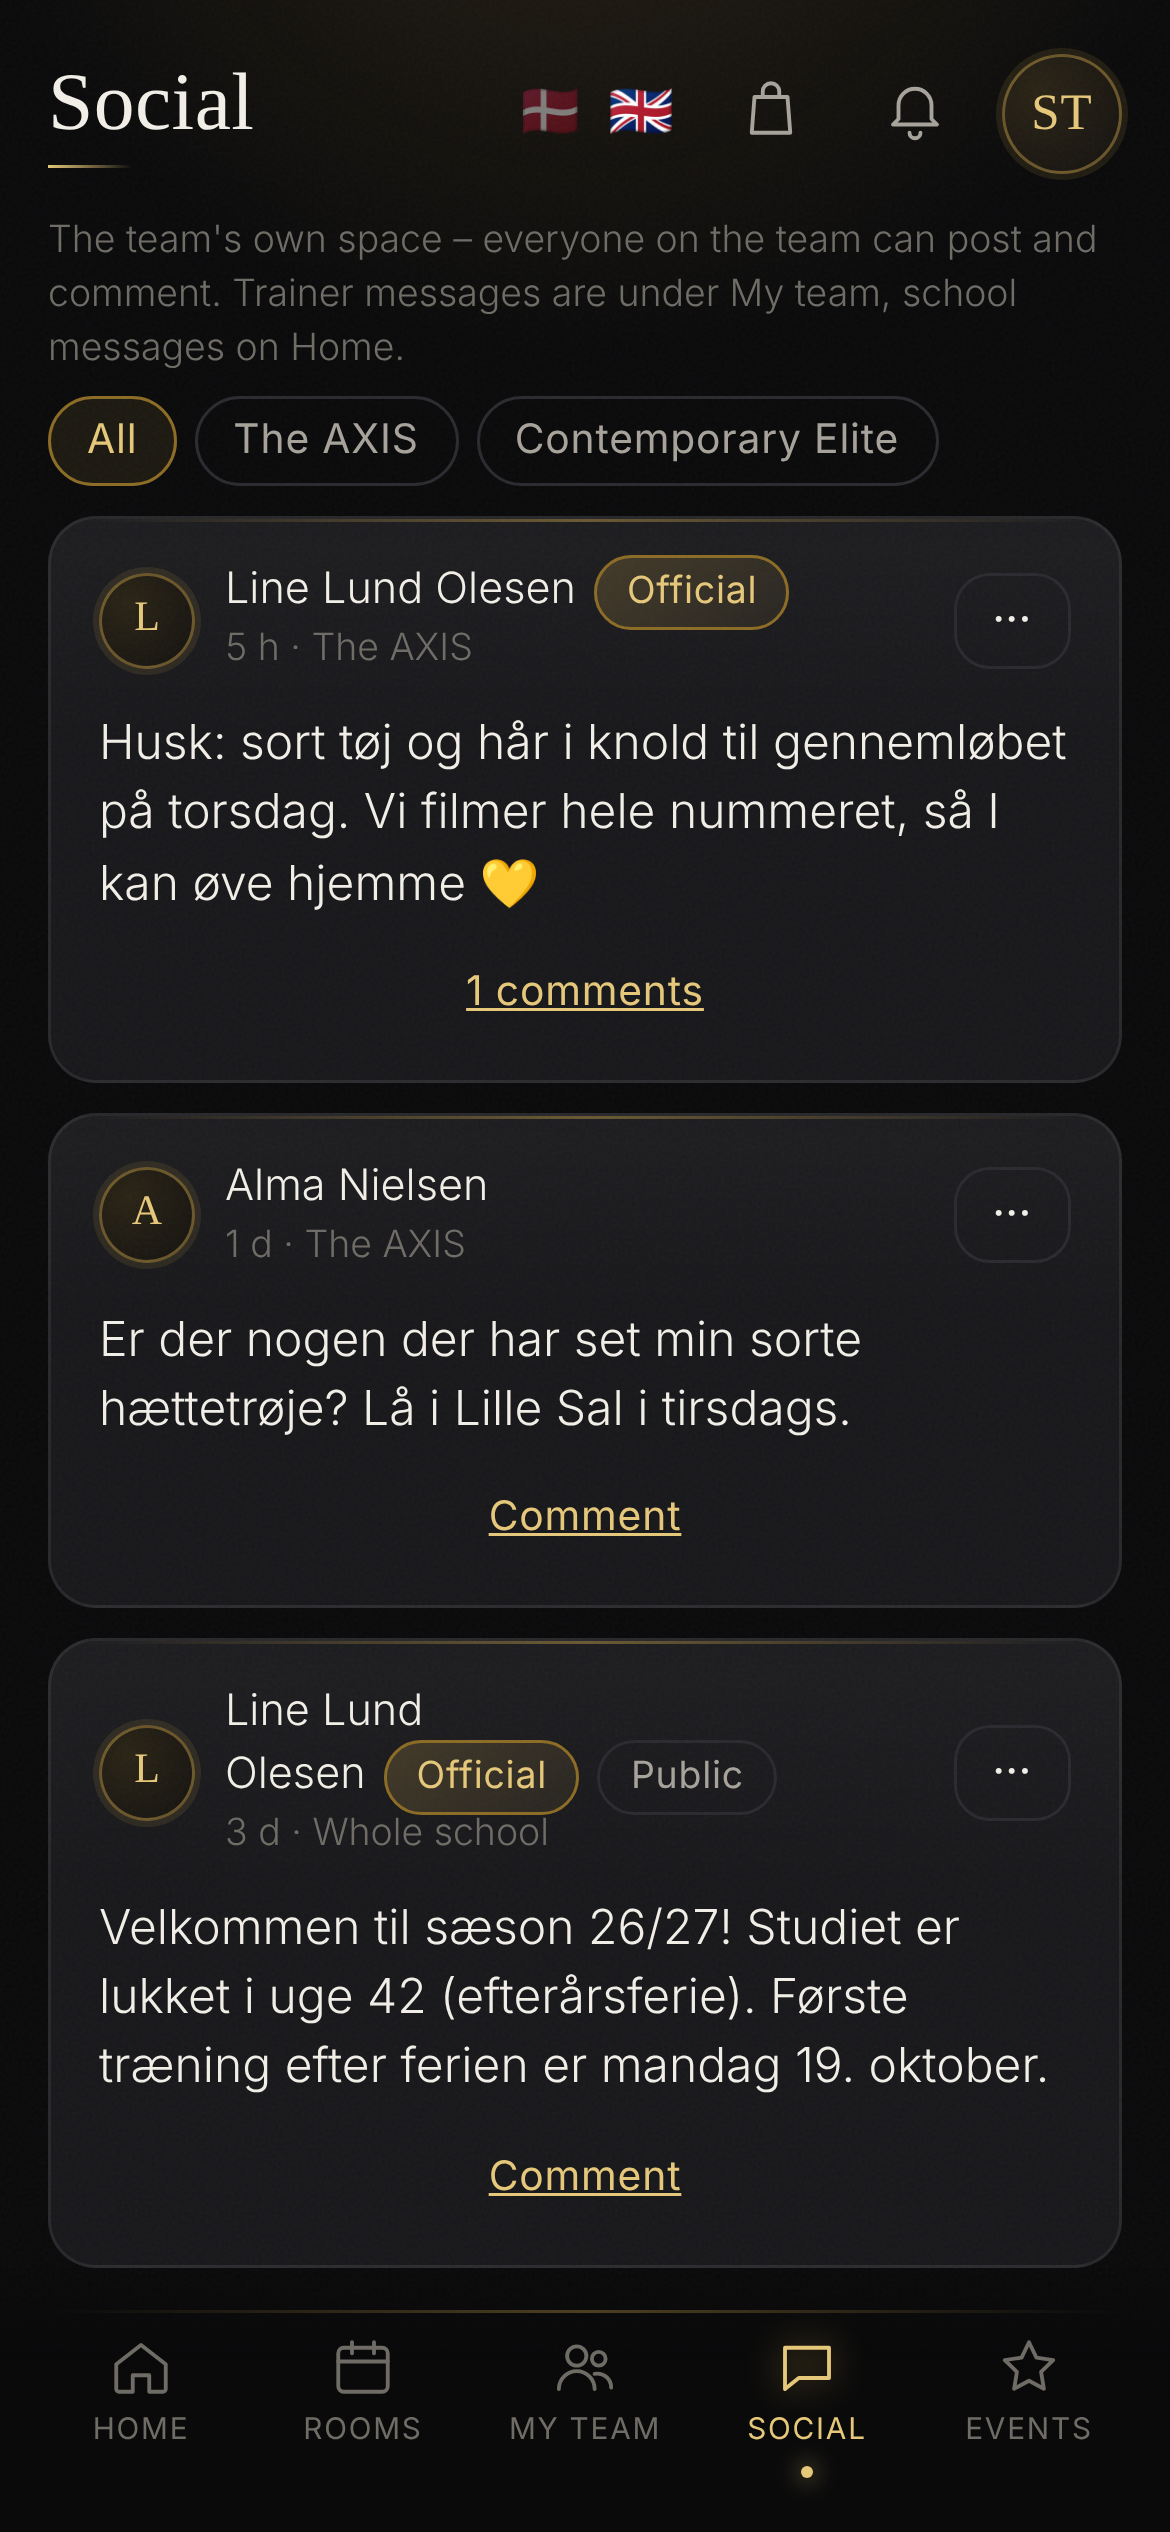 Social
ST
The team's own space – everyone on the team can post and
comment. Trainer messages are under My team, school
messages on Home.
All The AXIS Contemporary Elite
L
Line Lund Olesen Official
5 h · The AXIS
...
Husk: sort tøj og hår i knold til gennemløbet
på torsdag. Vi filmer hele nummeret, så I
kan øve hjemme 💛
1 comments
A
Alma Nielsen
1 d · The AXIS
...
Er der nogen der har set min sorte
hættetrøje? Lå i Lille Sal i tirsdags.
Comment
L
Line Lund
Olesen Official Public
3 d · Whole school
...
Velkommen til sæson 26/27! Studiet er
lukket i uge 42 (efterårsferie). Første
træning efter ferien er mandag 19. oktober.
Comment
HOME ROOMS MY TEAM SOCIAL EVENTS